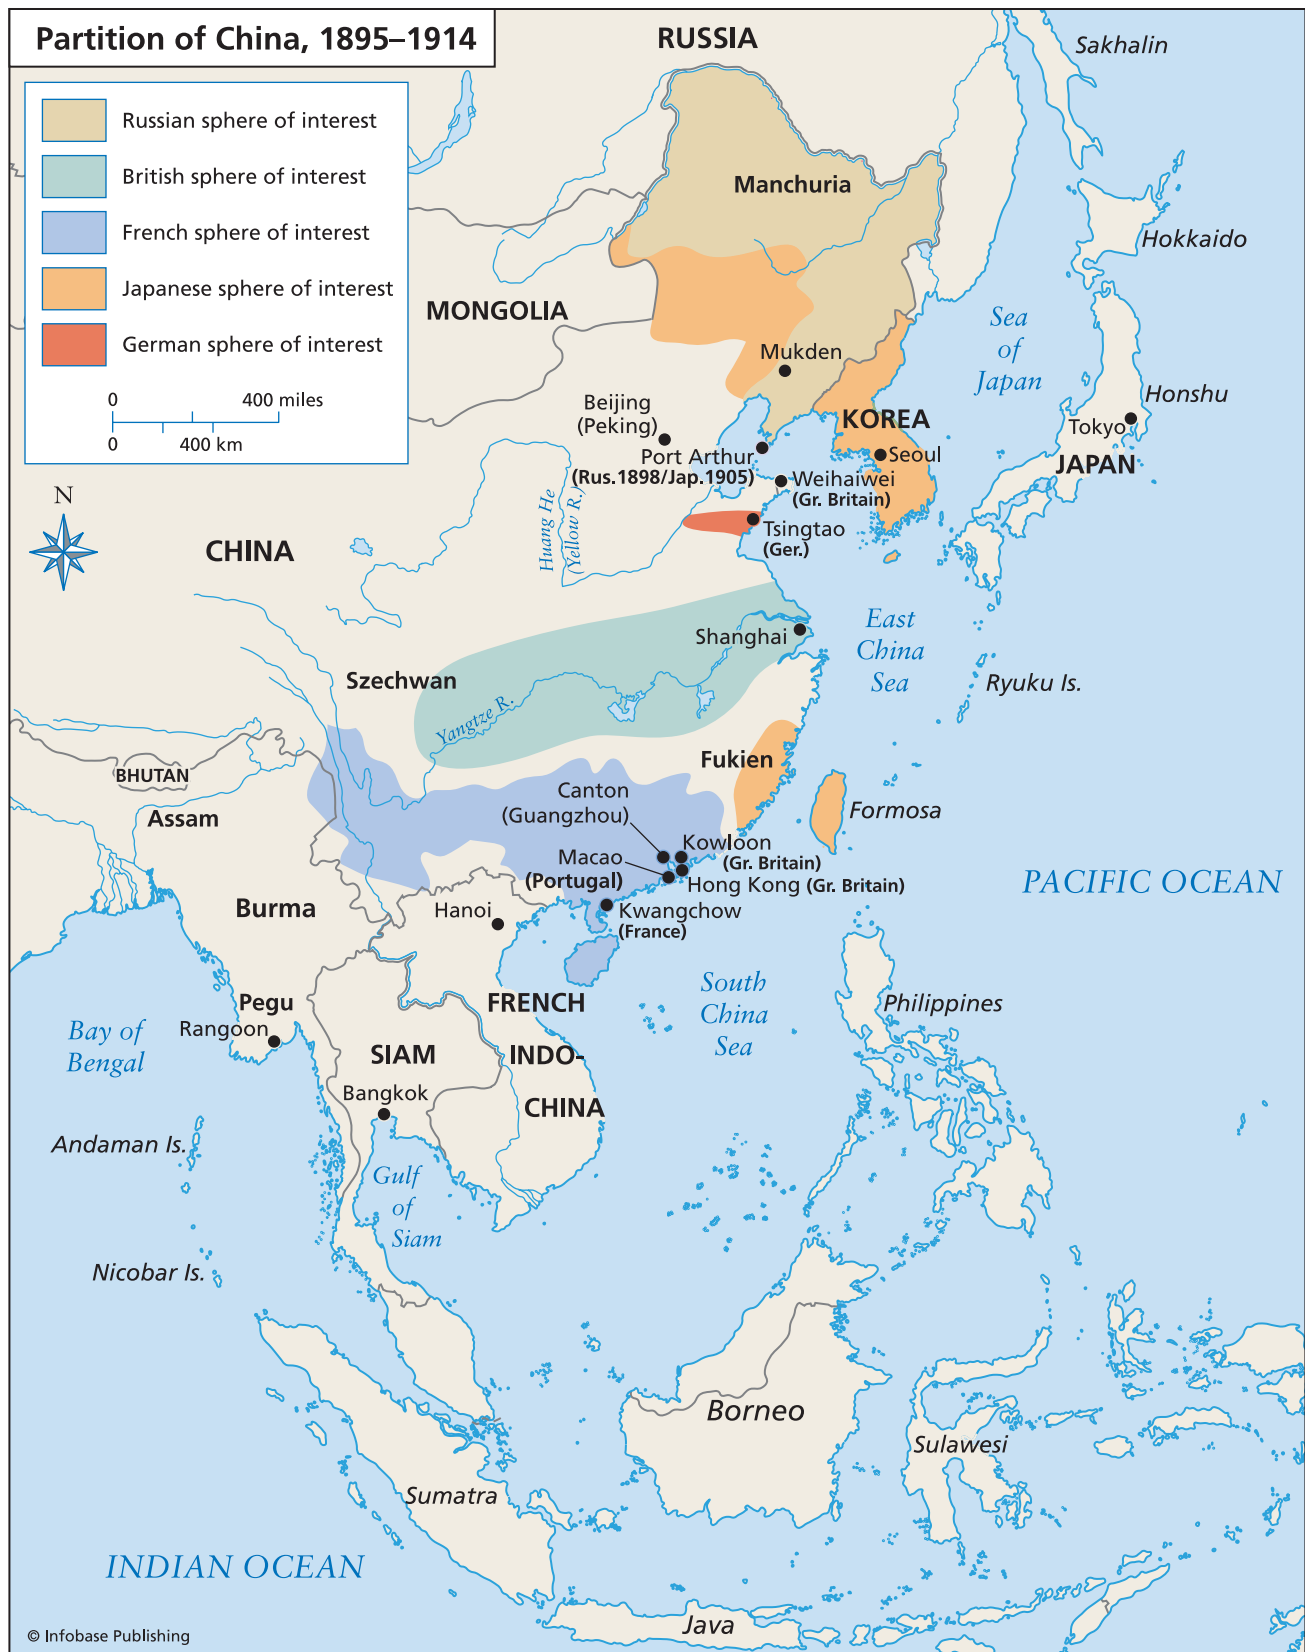 Partition of China, 1895–1914
Russian sphere of interest
British sphere of interest
French sphere of interest
Japanese sphere of interest
German sphere of interest
0 400 miles
0 400 km
N
RUSSIA
Sakhalin
Manchuria
Hokkaido
MONGOLIA
Sea
of
Japan
Mukden
Honshu
Beijing
(Peking)
KOREA
Tokyo
Port Arthur
(Rus.1898/Jap.1905)
Seoul
JAPAN
Weihaiwei
(Gr. Britain)
Huang He
(Yellow R.)
Tsingtao
(Ger.)
CHINA
East
China
Sea
Shanghai
Szechwan
Ryuku Is.
Yangtze R.
Fukien
BHUTAN
Canton
(Guangzhou)
Formosa
Assam
Kowloon
(Gr. Britain)
Macao
(Portugal)
Hong Kong (Gr. Britain)
PACIFIC OCEAN
Burma
Hanoi
Kwangchow
(France)
South
China
Sea
Pegu
FRENCH
INDO-
CHINA
Philippines
Bay of
Bengal
Rangoon
SIAM
Bangkok
Andaman Is.
Gulf
of
Siam
Nicobar Is.
Borneo
Sulawesi
Sumatra
INDIAN OCEAN
Java
© Infobase Publishing